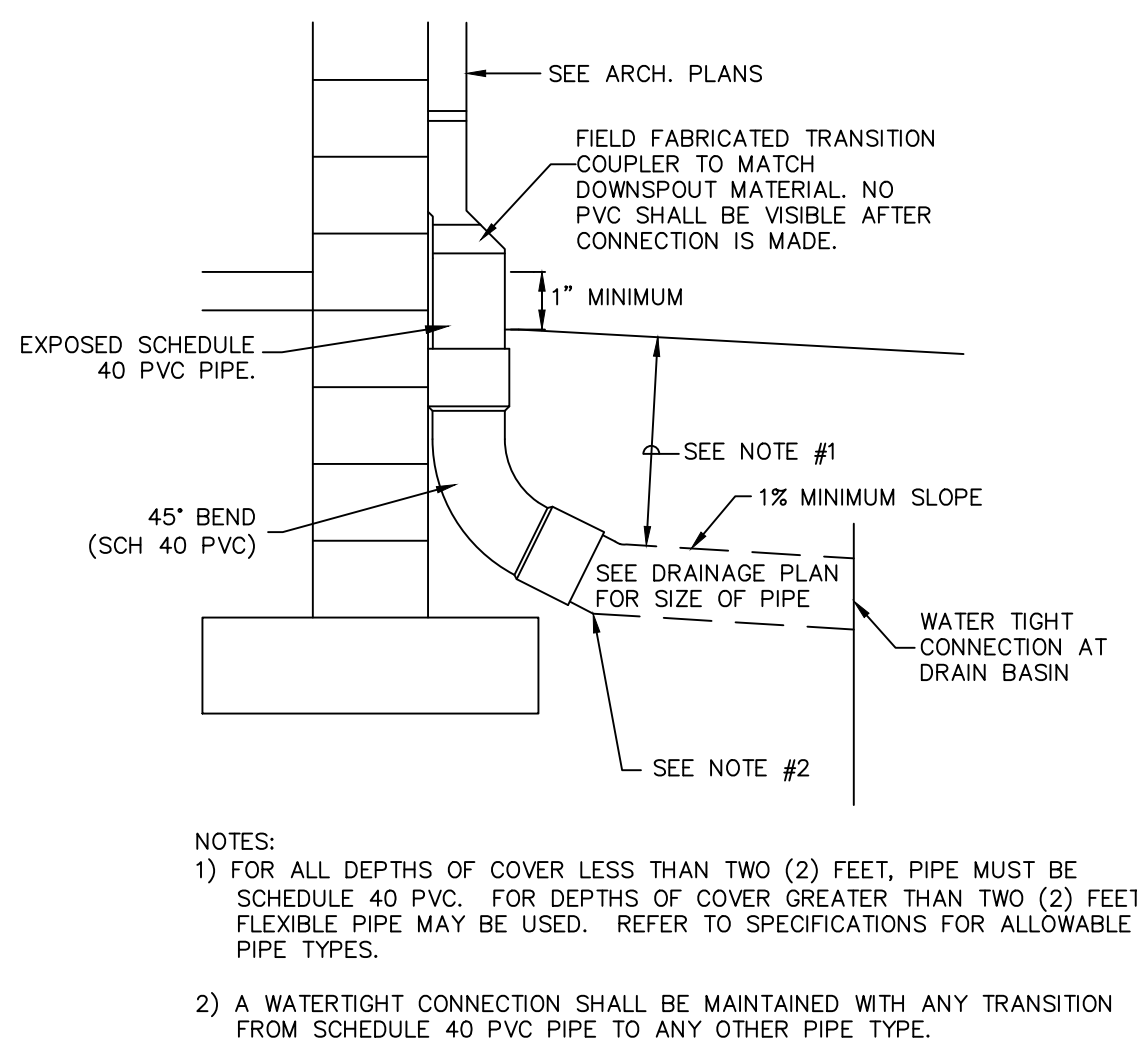 SEE ARCH. PLANS
FIELD FABRICATED TRANSITION
COUPLER TO MATCH
DOWNSPOUT MATERIAL. NO
PVC SHALL BE VISIBLE AFTER
CONNECTION IS MADE.
1" MINIMUM
EXPOSED SCHEDULE
40 PVC PIPE.
SEE NOTE #1
1% MINIMUM SLOPE
45° BEND
(SCH 40 PVC)
SEE DRAINAGE PLAN
FOR SIZE OF PIPE
WATER TIGHT
CONNECTION AT
DRAIN BASIN
SEE NOTE #2
NOTES:
1) FOR ALL DEPTHS OF COVER LESS THAN TWO (2) FEET, PIPE MUST BE
SCHEDULE 40 PVC. FOR DEPTHS OF COVER GREATER THAN TWO (2) FEET
FLEXIBLE PIPE MAY BE USED. REFER TO SPECIFICATIONS FOR ALLOWABLE
PIPE TYPES.
2) A WATERTIGHT CONNECTION SHALL BE MAINTAINED WITH ANY TRANSITION
FROM SCHEDULE 40 PVC PIPE TO ANY OTHER PIPE TYPE.